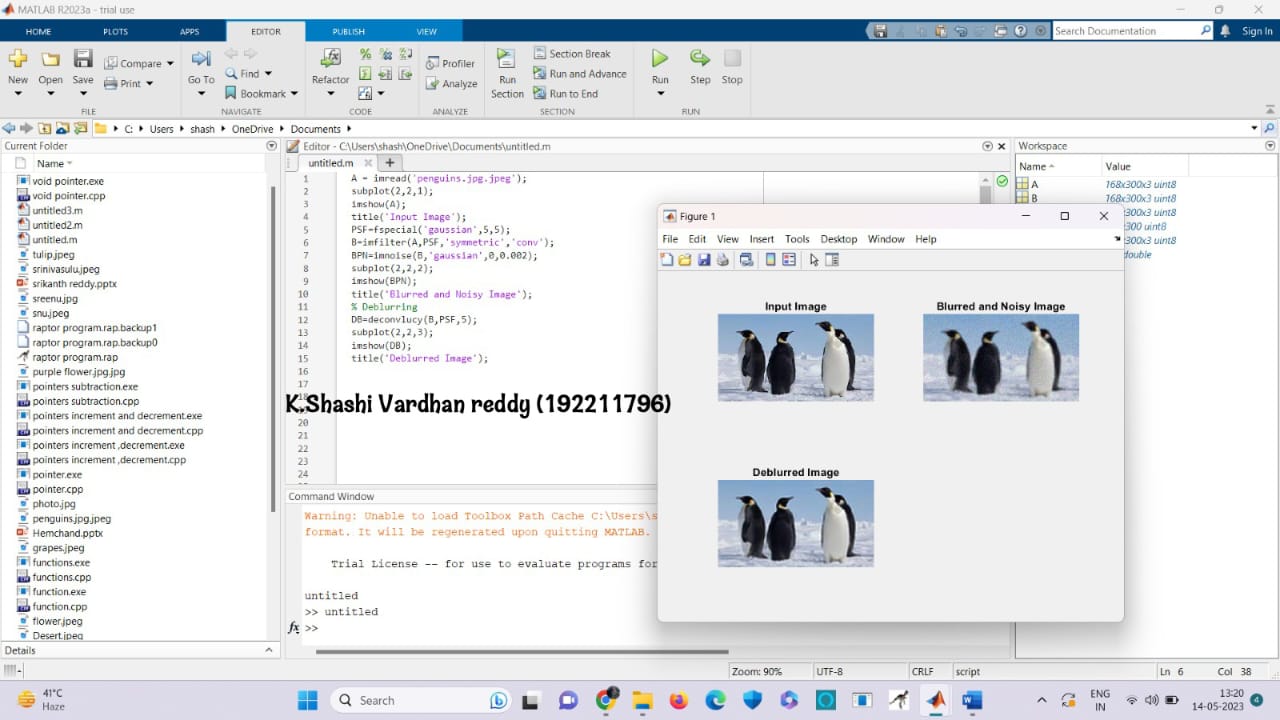 MATLAB R2023a - trial use
HOME PLOTS APPS EDITOR PUBLISH VIEW
Search Documentation
Sign In
New Open Save
Compare
Print
FILE
Go To
Find
Bookmark
NAVIGATE
Refactor
CODE
Profiler
Analyze
ANALYZE
Run Section
Section Break
Run and Advance
Run to End
SECTION
Run Step Stop
RUN
C: Users shash OneDrive Documents
Current Folder
Name
void pointer.exe
void pointer.cpp
untitled3.m
untitled2.m
untitled.m
tulip.jpeg
srinivasulu.jpeg
srikanth reddy.pptx
sreenu.jpg
snu.jpeg
raptor program.rap.backup1
raptor program.rap.backup0
raptor program.rap
purple flower.jpg.jpg
pointers subtraction.exe
pointers subtraction.cpp
pointers increment and decrement.exe
pointers increment and decrement.cpp
pointers increment ,decrement.exe
pointers increment ,decrement.cpp
pointer.exe
pointer.cpp
photo.jpg
penguins.jpg.jpeg
Hemchand.pptx
grapes.jpeg
functions.exe
functions.cpp
function.exe
function.cpp
flower.jpeg
Desert.jpeg
Details
Editor - C:\Users\shash\OneDrive\Documents\untitled.m
untitled.m
1 A = imread('penguins.jpg.jpeg');
2 subplot(2,2,1);
3 imshow(A);
4 title('Input Image');
5 PSF=fspecial('gaussian',5,5);
6 B=imfilter(A,PSF,'symmetric','conv');
7 BPN=imnoise(B,'gaussian',0,0.002);
8 subplot(2,2,2);
9 imshow(BPN);
10 title('Blurred and Noisy Image');
11 % Deblurring
12 DB=deconvlucy(B,PSF,5);
13 subplot(2,2,3);
14 imshow(DB);
15 title('Deblurred Image');
16
17
K.Shashi Vardhan reddy (192211796)
20
21
22
23
24
Command Window
Warning: Unable to load Toolbox Path Cache C:\Users\s
format. It will be regenerated upon quitting MATLAB.
Trial License -- for use to evaluate programs for
untitled
>> untitled
fx >>
Workspace
Name Value
A 168x300x3 uint8
B 168x300x3 uint8
300x3 uint8
300 uint8
300x3 uint8
double
Figure 1
File Edit View Insert Tools Desktop Window Help
Input Image
Blurred and Noisy Image
Deblurred Image
Zoom: 90% UTF-8 CRLF script Ln 6 Col 38
41°C
Haze
Search
ENG
IN
13:20
14-05-2023
4